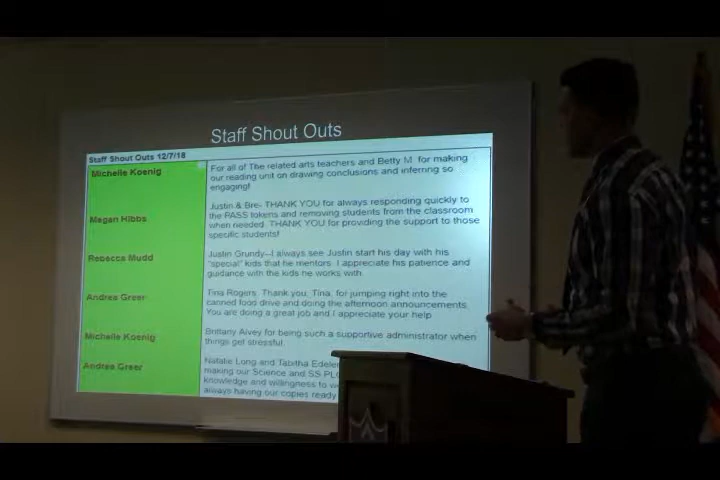 Staff Shout Outs
Staff Shout Outs 12/7/18
Michelle Koenig
For all of The related arts teachers and Betty M. for making
our reading unit on drawing conclusions and inferring so
engaging!
Megan Hibbs
Justin & Bre- THANK YOU for always responding quickly to
the PASS tokens and removing students from the classroom
when needed. THANK YOU for providing the support to those
specific students!
Rebecca Mudd
Justin Grundy--I always see Justin start his day with his
"special" kids that he mentors. I appreciate his patience and
guidance with the kids he works with.
Andrea Greer
Tina Rogers. Thank you, Tina, for jumping right into the
canned food drive and doing the afternoon announcements.
You are doing a great job and I appreciate your help
Michelle Koenig
Brittany Alvey for being such a supportive administrator when
things get stressful.
Andrea Greer
Natalie Long and Tabitha Edelen
making our Science and SS PL
knowledge and willingness to
always having our copies ready